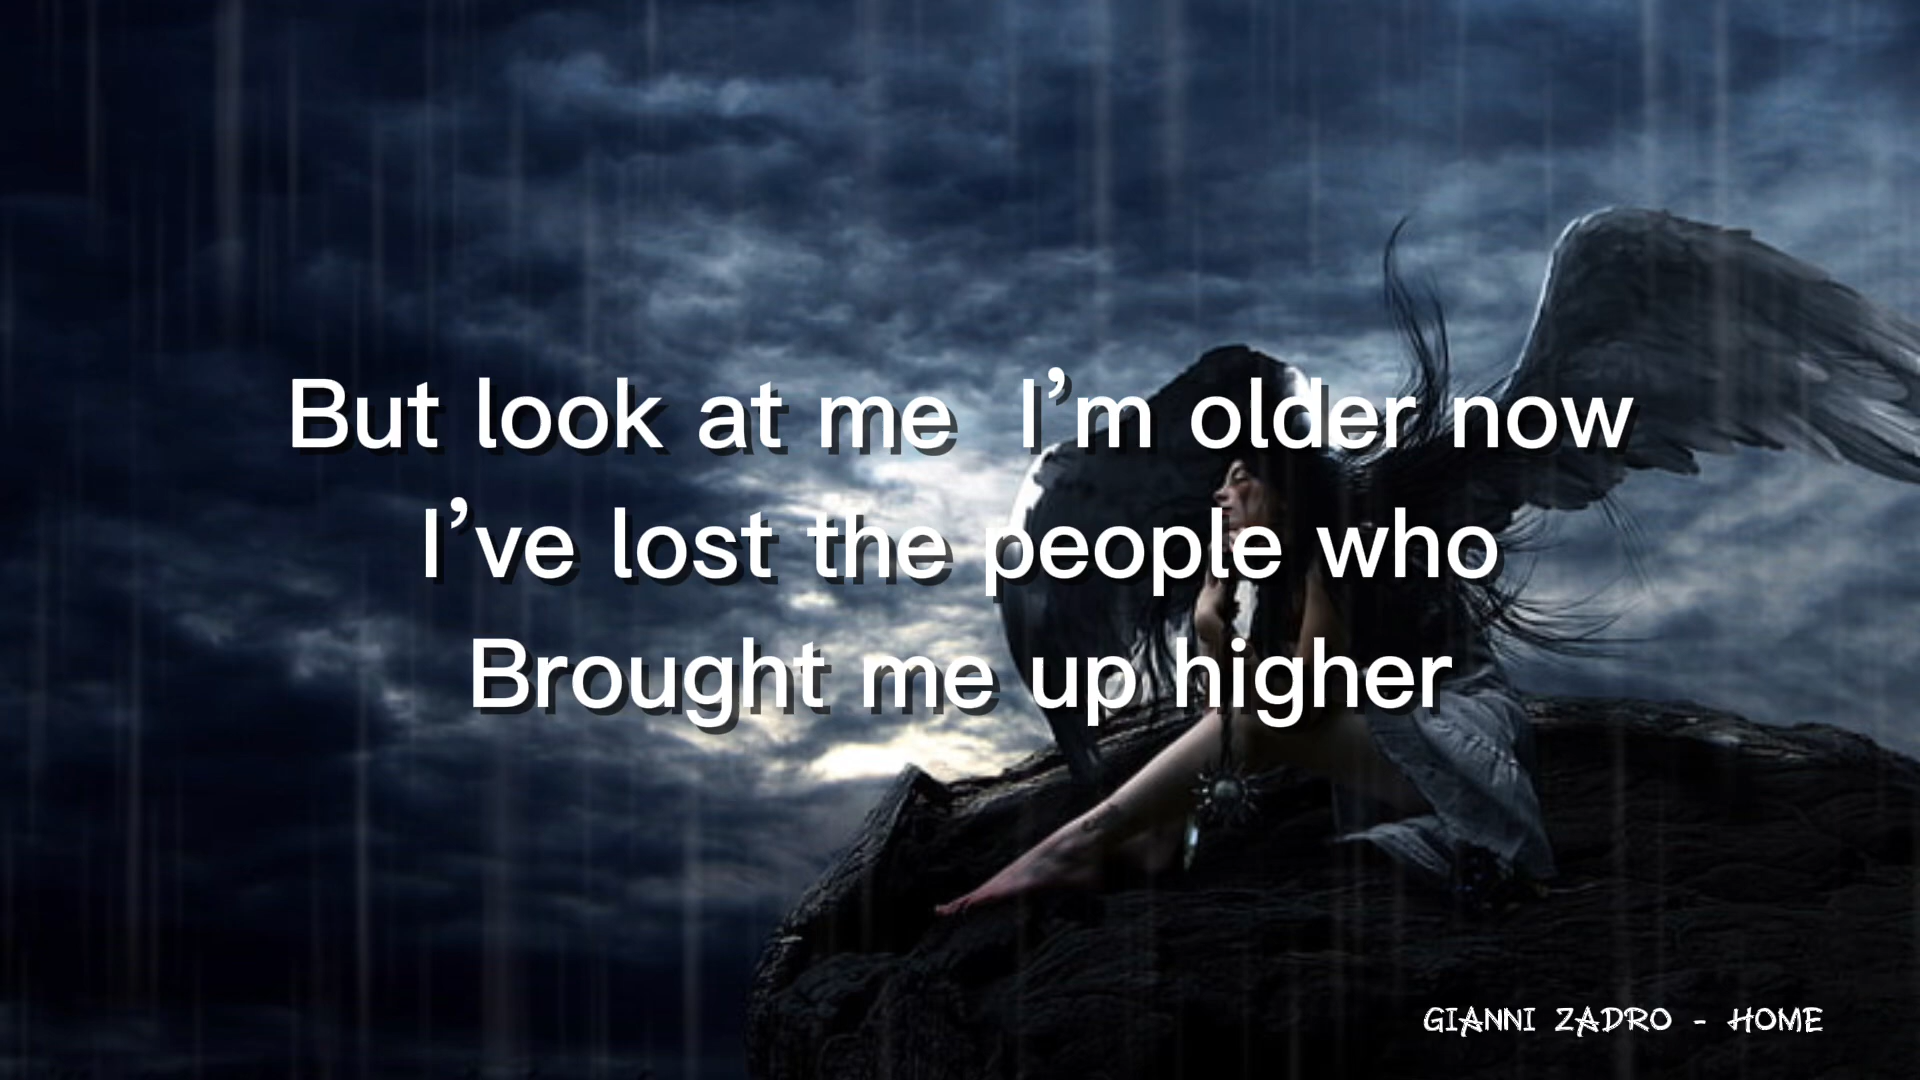 But look at me  I’m older now
I’ve lost the people who
Brought me up higher
GIANNI ZADRO - HOME